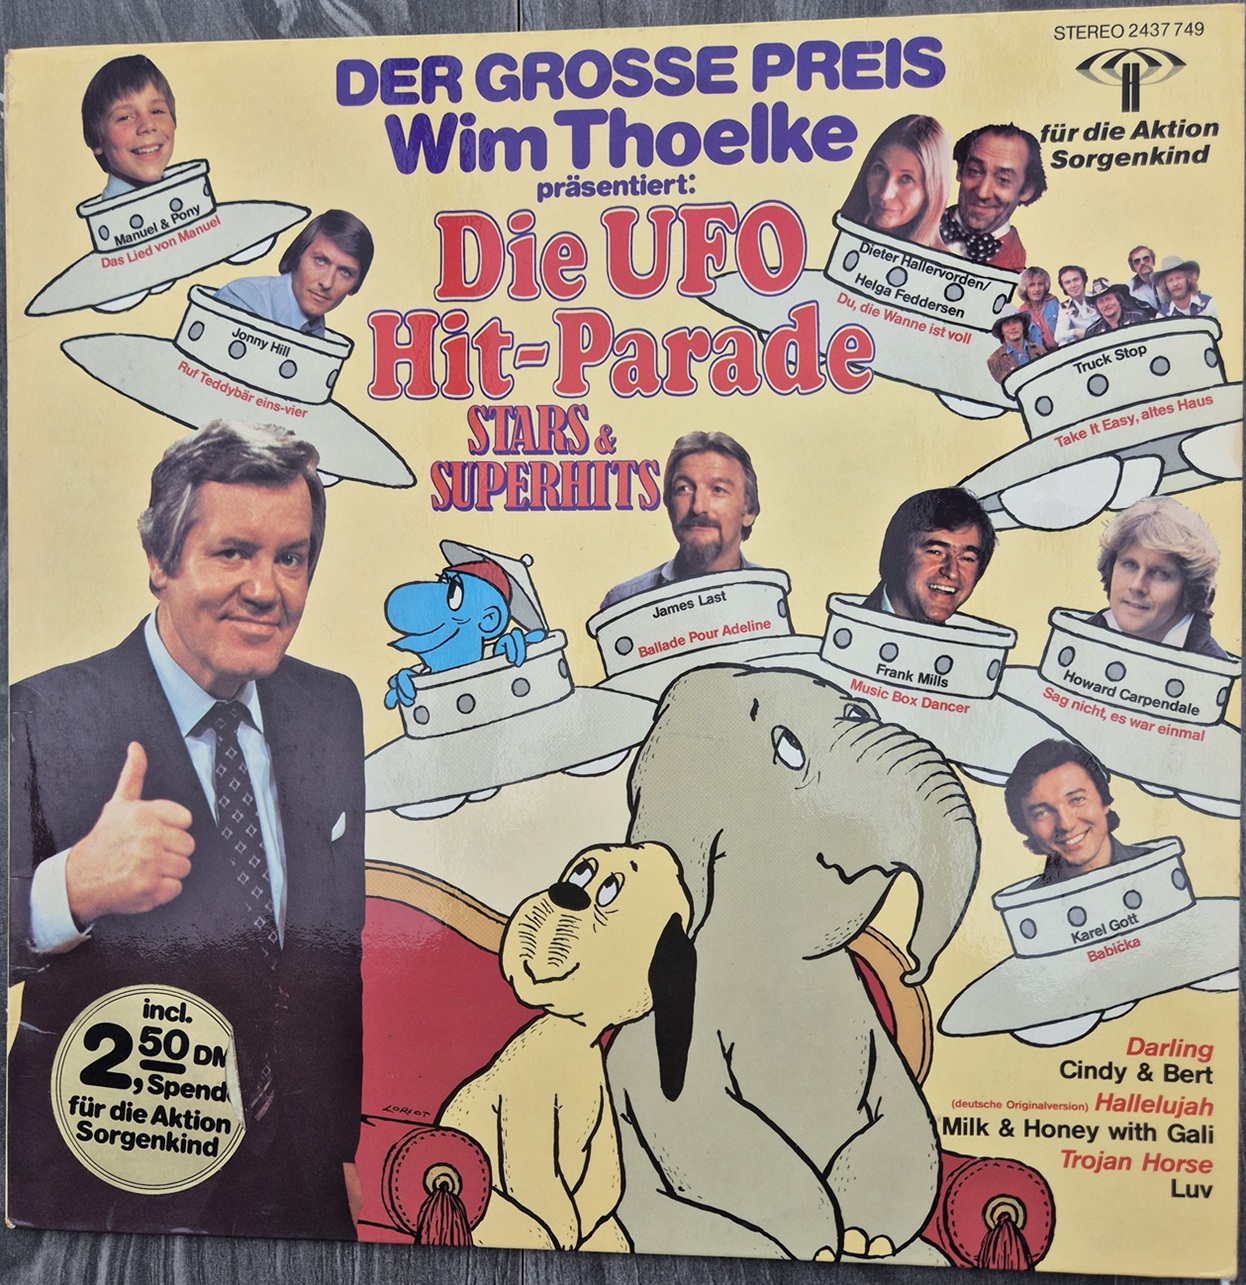 STEREO 2437 749
DER GROSSE PREIS
Wim Thoelke
präsentiert:
Die UFO
Hit-Parade
STARS &
SUPERHITS
H
für die Aktion
Sorgenkind
Manuel & Pony
Das Lied von Manuel
Jonny Hill
Ruf Teddybär eins-vier
Dieter Hallervorden/
Helga Feddersen
Du, die Wanne ist voll
Truck Stop
Take It Easy, altes Haus
James Last
Ballade Pour Adeline
Frank Mills
Music Box Dancer
Howard Carpendale
Sag nicht, es war einmal
Karel Gott
Babička
incl.
2,50 DM
Spend
für die Aktion
Sorgenkind
LORIOT
Darling
Cindy & Bert
(deutsche Originalversion) Hallelujah
Milk & Honey with Gali
Trojan Horse
Luv